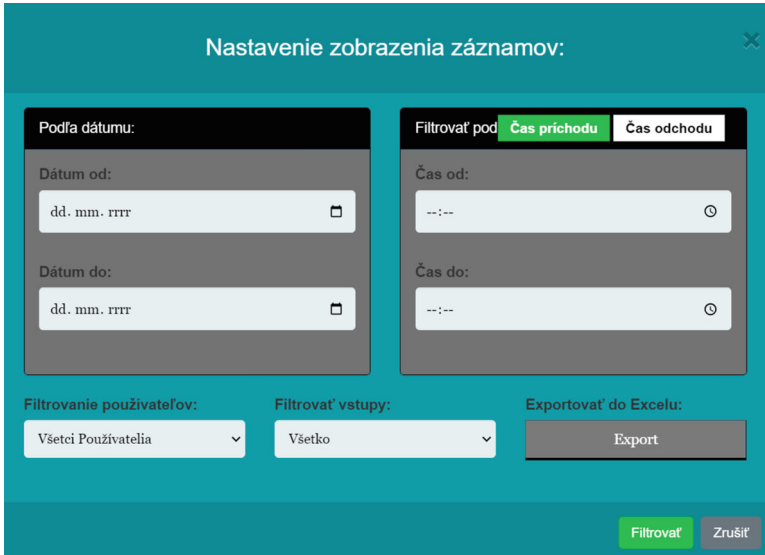 Nastavenie zobrazenia záznamov:
Podľa dátumu:
Dátum od:
dd. mm. rrrr
Dátum do:
dd. mm. rrrr
Filtrovať pod
Čas príchodu
Čas odchodu
Čas od:
--:--
Čas do:
--:--
Filtrovanie používateľov:
Všetci Používatelia
Filtrovať vstupy:
Všetko
Exportovať do Excelu:
Export
Filtrovať
Zrušiť